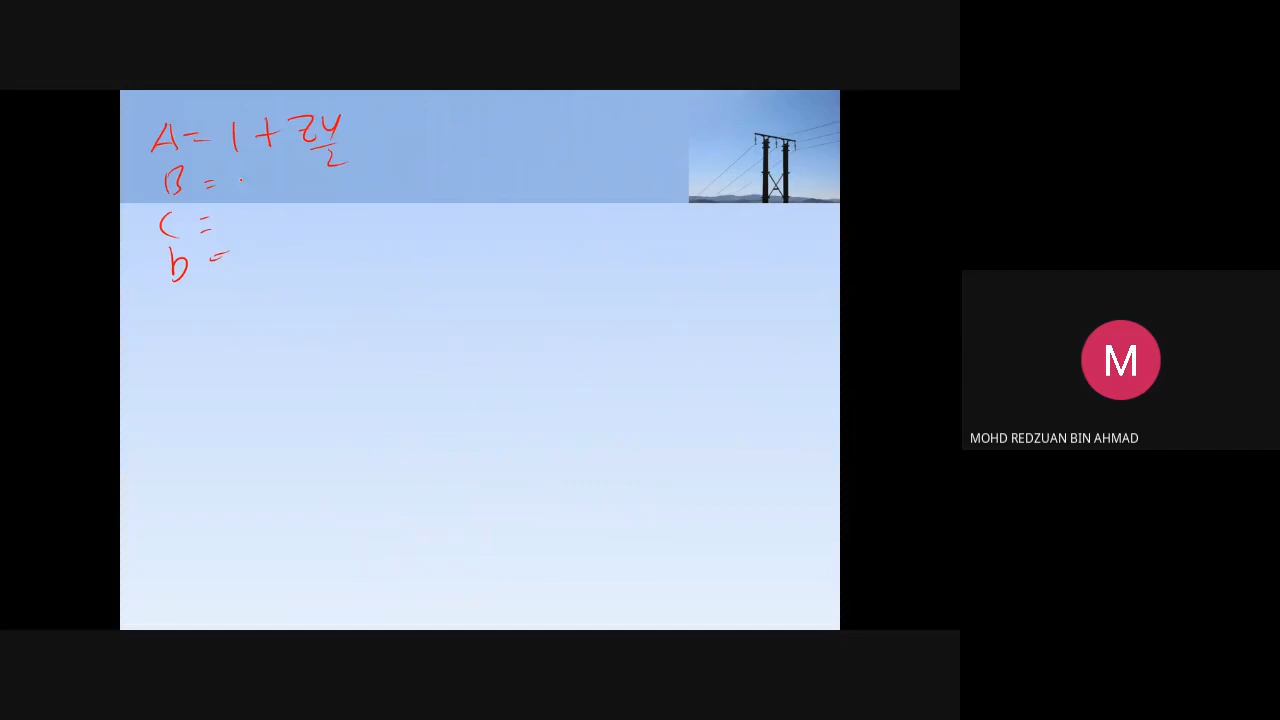 A = 1 + ZY/2
B =
C =
D =
M
MOHD REDZUAN BIN AHMAD